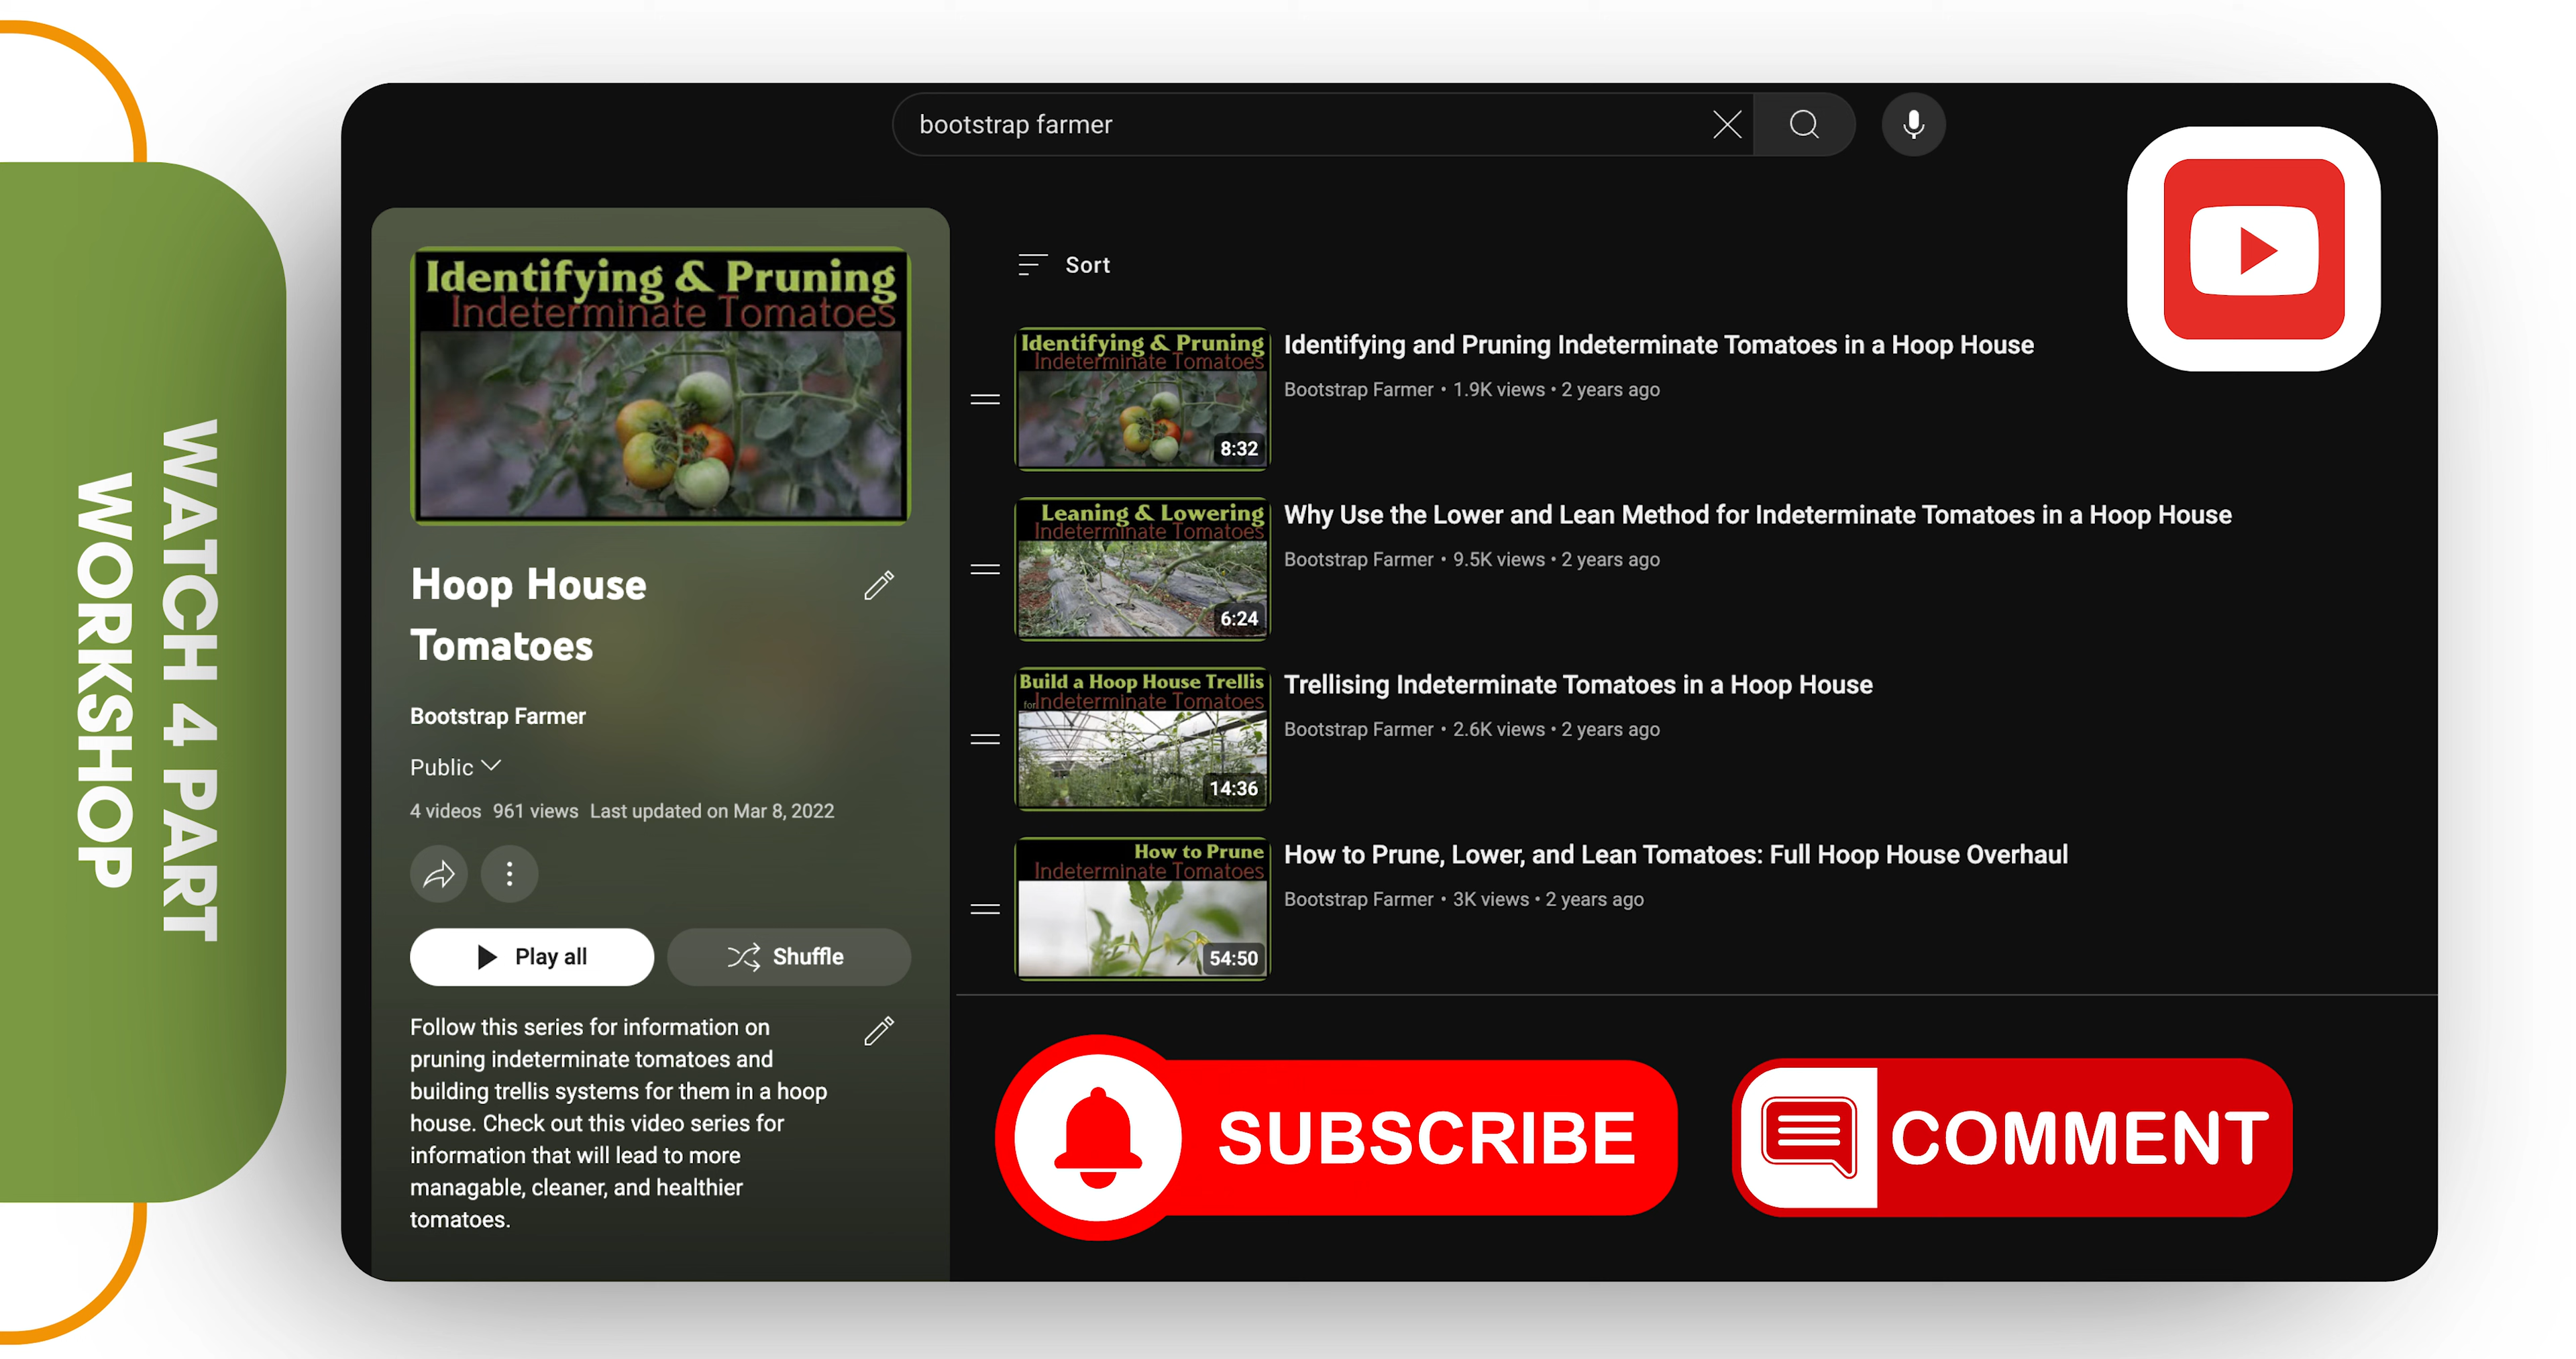 WATCH 4 PART
WORKSHOP
bootstrap farmer
Identifying & Pruning
Indeterminate Tomatoes
Hoop House
Tomatoes
Bootstrap Farmer
Public
4 videos 961 views Last updated on Mar 8, 2022
Play all
Shuffle
Follow this series for information on
pruning indeterminate tomatoes and
building trellis systems for them in a hoop
house. Check out this video series for
information that will lead to more
managable, cleaner, and healthier
tomatoes.
Sort
Identifying & Pruning
Indeterminate Tomatoes
8:32
Identifying and Pruning Indeterminate Tomatoes in a Hoop House
Bootstrap Farmer • 1.9K views • 2 years ago
Leaning & Lowering
Indeterminate Tomatoes
6:24
Why Use the Lower and Lean Method for Indeterminate Tomatoes in a Hoop House
Bootstrap Farmer • 9.5K views • 2 years ago
Build a Hoop House Trellis
for Indeterminate Tomatoes
14:36
Trellising Indeterminate Tomatoes in a Hoop House
Bootstrap Farmer • 2.6K views • 2 years ago
How to Prune
Indeterminate Tomatoes
54:50
How to Prune, Lower, and Lean Tomatoes: Full Hoop House Overhaul
Bootstrap Farmer • 3K views • 2 years ago
SUBSCRIBE
COMMENT